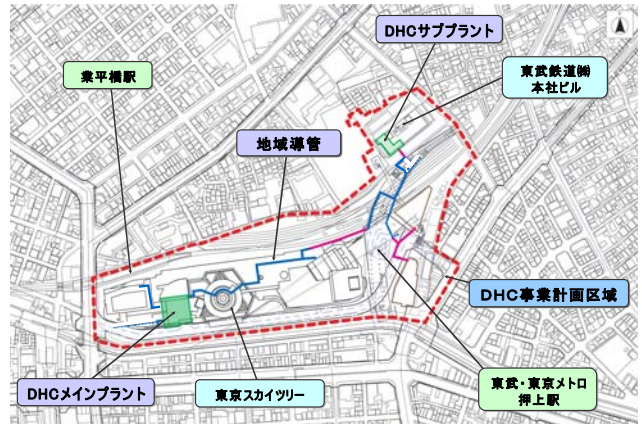 DHCサブプラント
業平橋駅
東武鉄道㈱
本社ビル
地域導管
DHC事業計画区域
DHCメインプラント
東京スカイツリー
東武・東京メトロ
押上駅